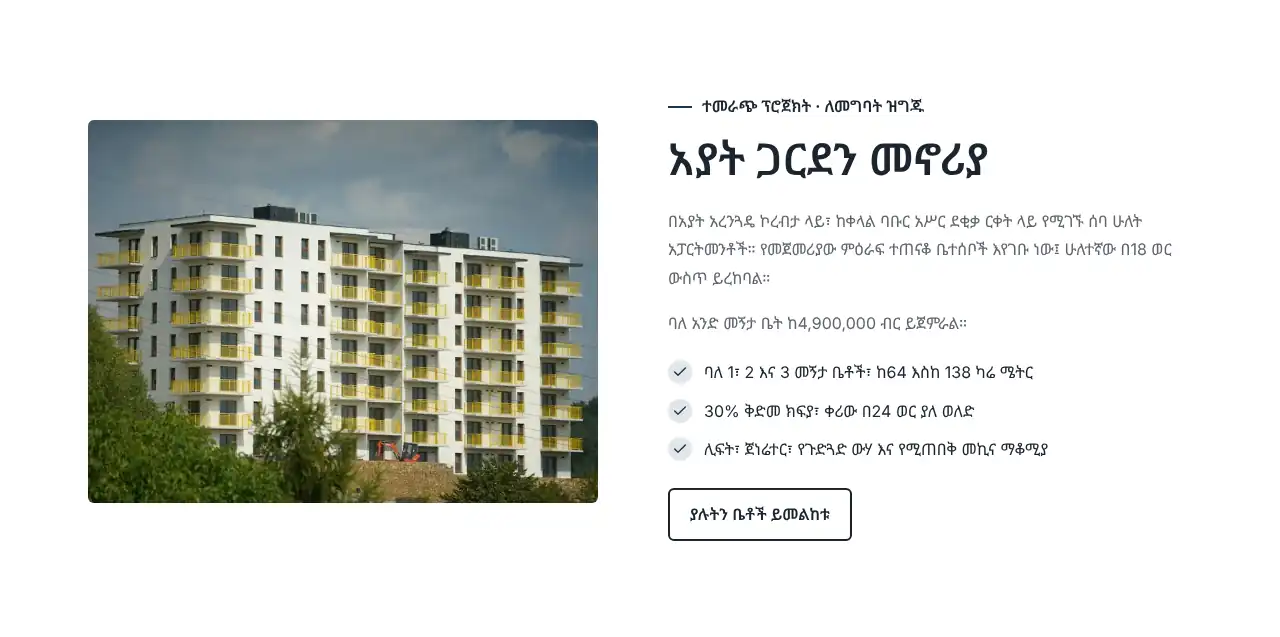 ተመራጭ ፕሮጀክት · ለመግባት ዝግጁ
አያት ጋርደን መኖሪያ
በአያት አረንጓዴ ኮረብታ ላይ፣ ከቀላል ባቡር አሥር ደቂቃ ርቀት ላይ የሚገኙ ሰባ ሁለት
አፓርትመንቶች። የመጀመሪያው ምዕራፍ ተጠናቆ ቤተሰቦች እየገቡ ነው፤ ሁለተኛው በ18 ወር
ውስጥ ይረከባል።
ባለ አንድ መኝታ ቤት ከ4,900,000 ብር ይጀምራል።
ባለ 1፣ 2 እና 3 መኝታ ቤቶች፣ ከ64 እስከ 138 ካሬ ሜትር
30% ቅድመ ክፍያ፣ ቀሪው በ24 ወር ያለ ወለድ
ሊፍት፣ ጀነሬተር፣ የጉድጓድ ውሃ እና የሚጠበቅ መኪና ማቆሚያ
ያሉትን ቤቶች ይመልከቱ